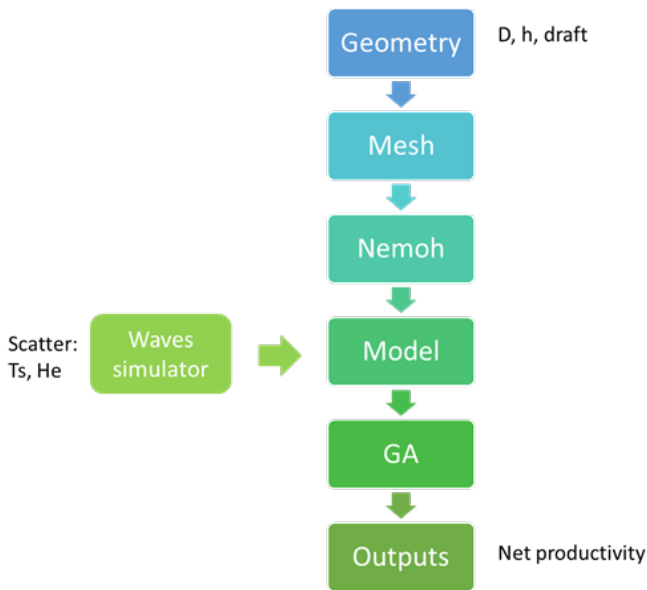 Geometry
D, h, draft
Mesh
Nemoh
Scatter:
Ts, He
Waves
simulator
Model
GA
Outputs
Net productivity